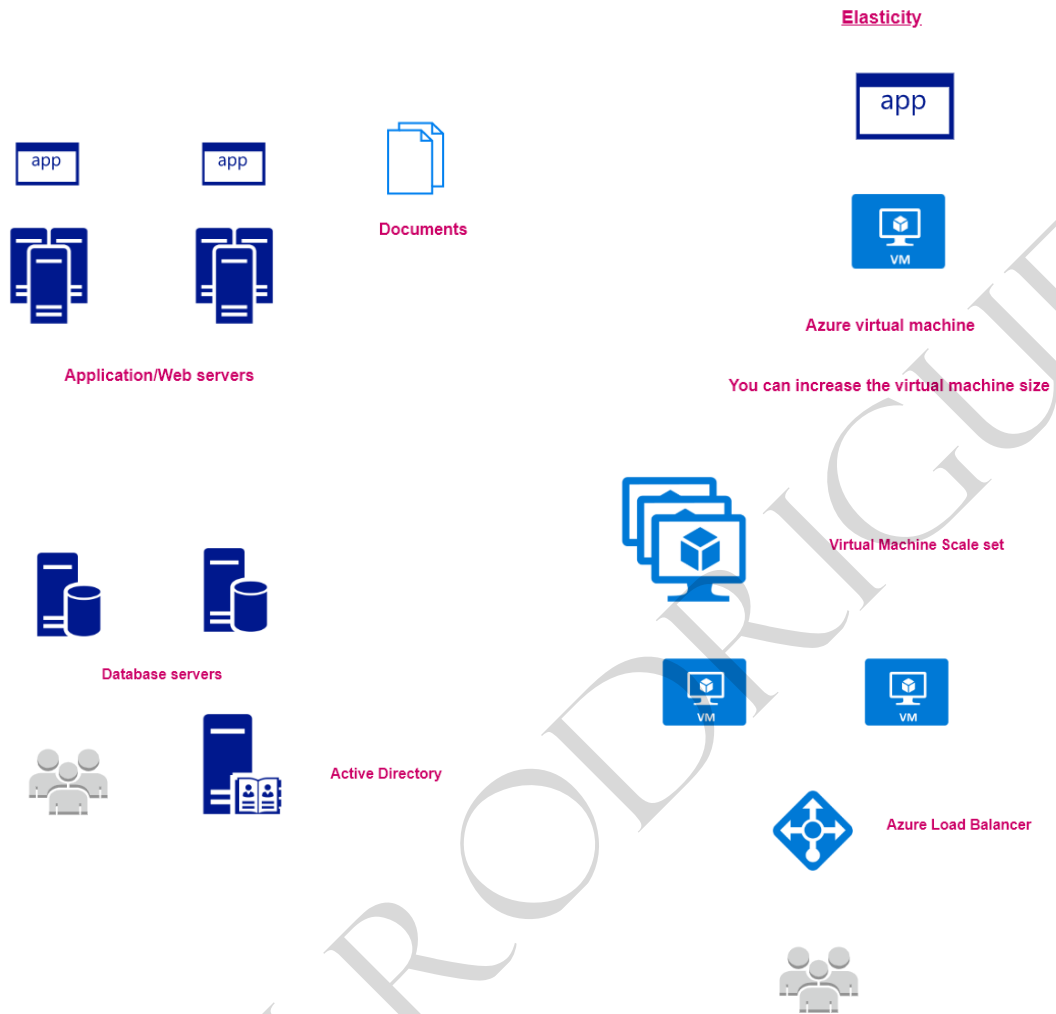 Elasticity
app
app
app
Documents
VM
Azure virtual machine
Application/Web servers
You can increase the virtual machine size
Virtual Machine Scale set
Database servers
VM
VM
Active Directory
Azure Load Balancer